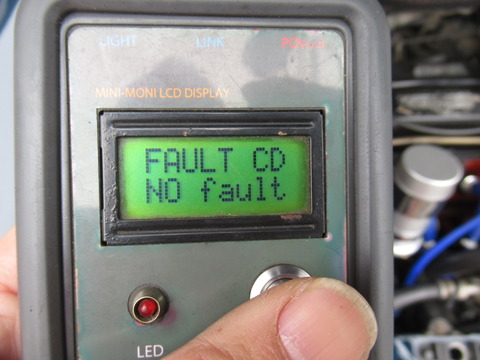 LIGHT LINK POWER
MINI-MONI LCD DISPLAY
FAULT CD
NO fault
LED